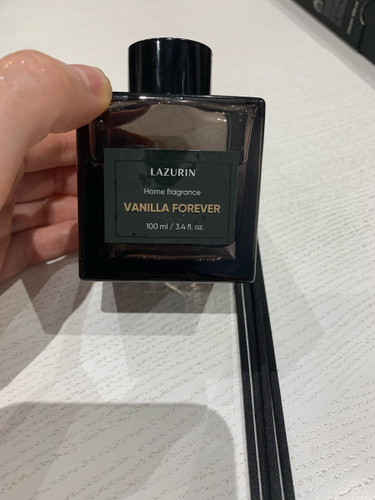 LAZURIN
Home fragrance
VANILLA FOREVER
100 ml / 3.4 fl. oz.